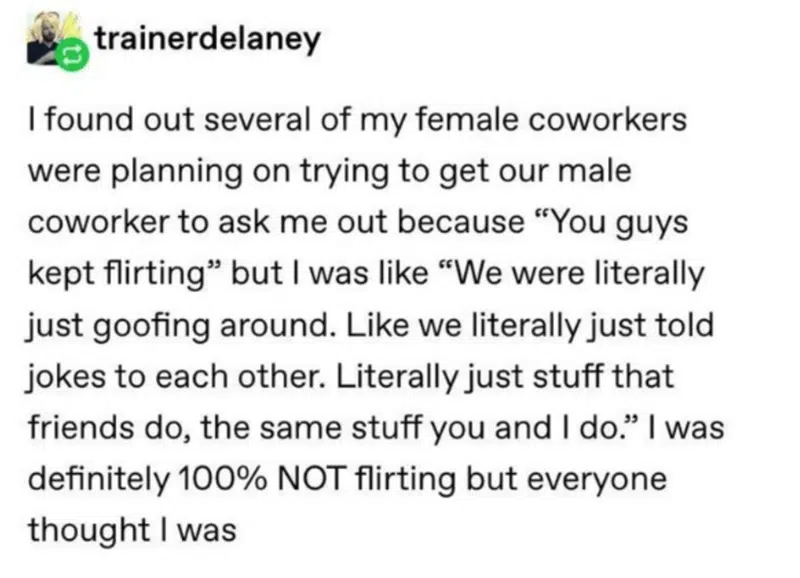 trainerdelaney
I found out several of my female coworkers
were planning on trying to get our male
coworker to ask me out because “You guys
kept flirting” but I was like “We were literally
just goofing around. Like we literally just told
jokes to each other. Literally just stuff that
friends do, the same stuff you and I do.” I was
definitely 100% NOT flirting but everyone
thought I was